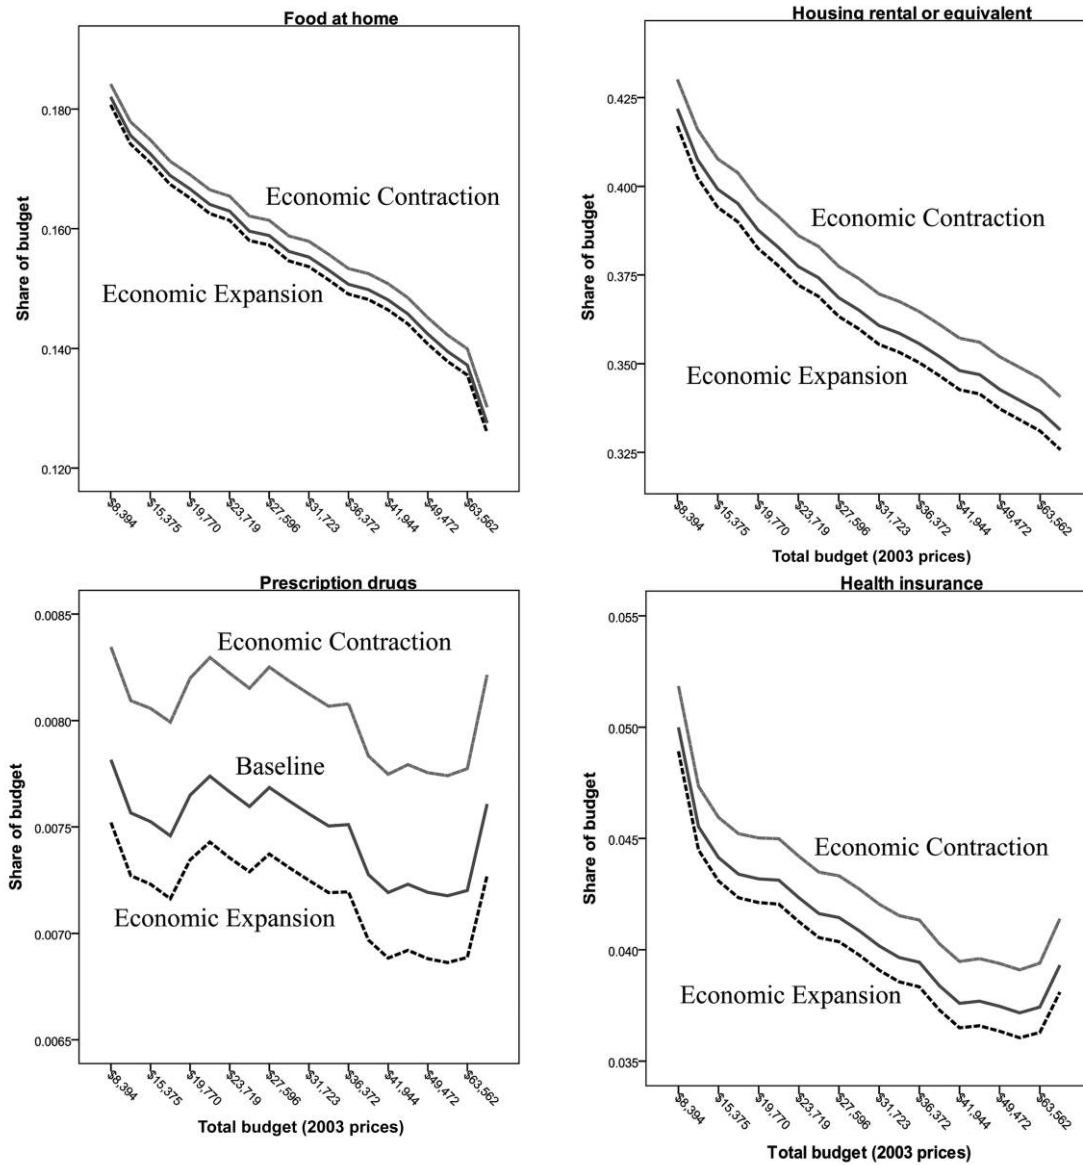 Food at home
Share of budget
0.180
0.160
0.140
0.120
Economic Contraction
Economic Expansion
$8,394
$15,375
$19,770
$23,719
$27,596
$31,723
$36,372
$41,944
$49,472
$63,562
Housing rental or equivalent
Share of budget
0.425
0.400
0.375
0.350
0.325
Economic Contraction
Economic Expansion
$8,394
$15,375
$19,770
$23,719
$27,596
$31,723
$36,372
$41,944
$49,472
$63,562
Total budget (2003 prices)
Prescription drugs
Share of budget
0.0085
0.0080
0.0075
0.0070
0.0065
Economic Contraction
Baseline
Economic Expansion
$8,394
$15,375
$19,770
$23,719
$27,596
$31,723
$36,372
$41,944
$49,472
$63,562
Total budget (2003 prices)
Health insurance
Share of budget
0.055
0.050
0.045
0.040
0.035
Economic Contraction
Economic Expansion
$8,394
$15,375
$19,770
$23,719
$27,596
$31,723
$36,372
$41,944
$49,472
$63,562
Total budget (2003 prices)